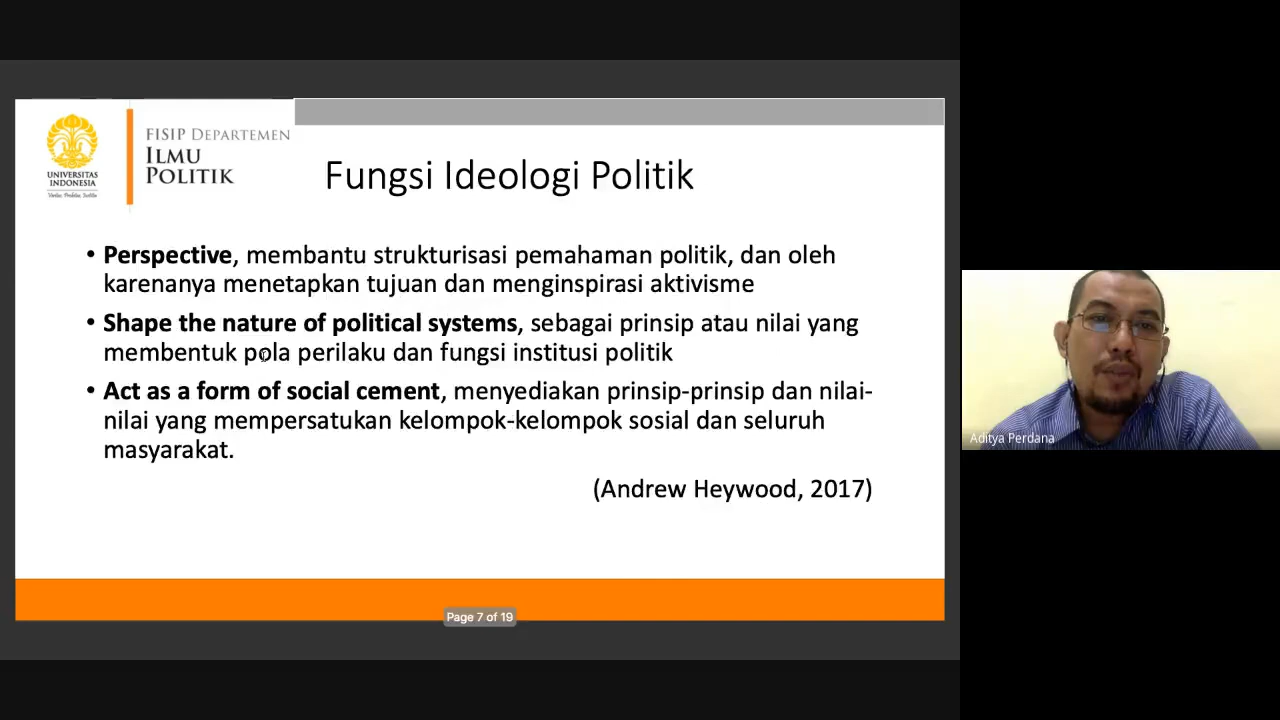 UNIVERSITAS
INDONESIA
Veritas, Probitas, Iustitia
FISIP DEPARTEMEN
ILMU
POLITIK
Fungsi Ideologi Politik
• Perspective, membantu strukturisasi pemahaman politik, dan oleh
karenanya menetapkan tujuan dan menginspirasi aktivisme
• Shape the nature of political systems, sebagai prinsip atau nilai yang
membentuk pola perilaku dan fungsi institusi politik
• Act as a form of social cement, menyediakan prinsip-prinsip dan nilai-
nilai yang mempersatukan kelompok-kelompok sosial dan seluruh
masyarakat.
(Andrew Heywood, 2017)
Page 7 of 19
Aditya Perdana